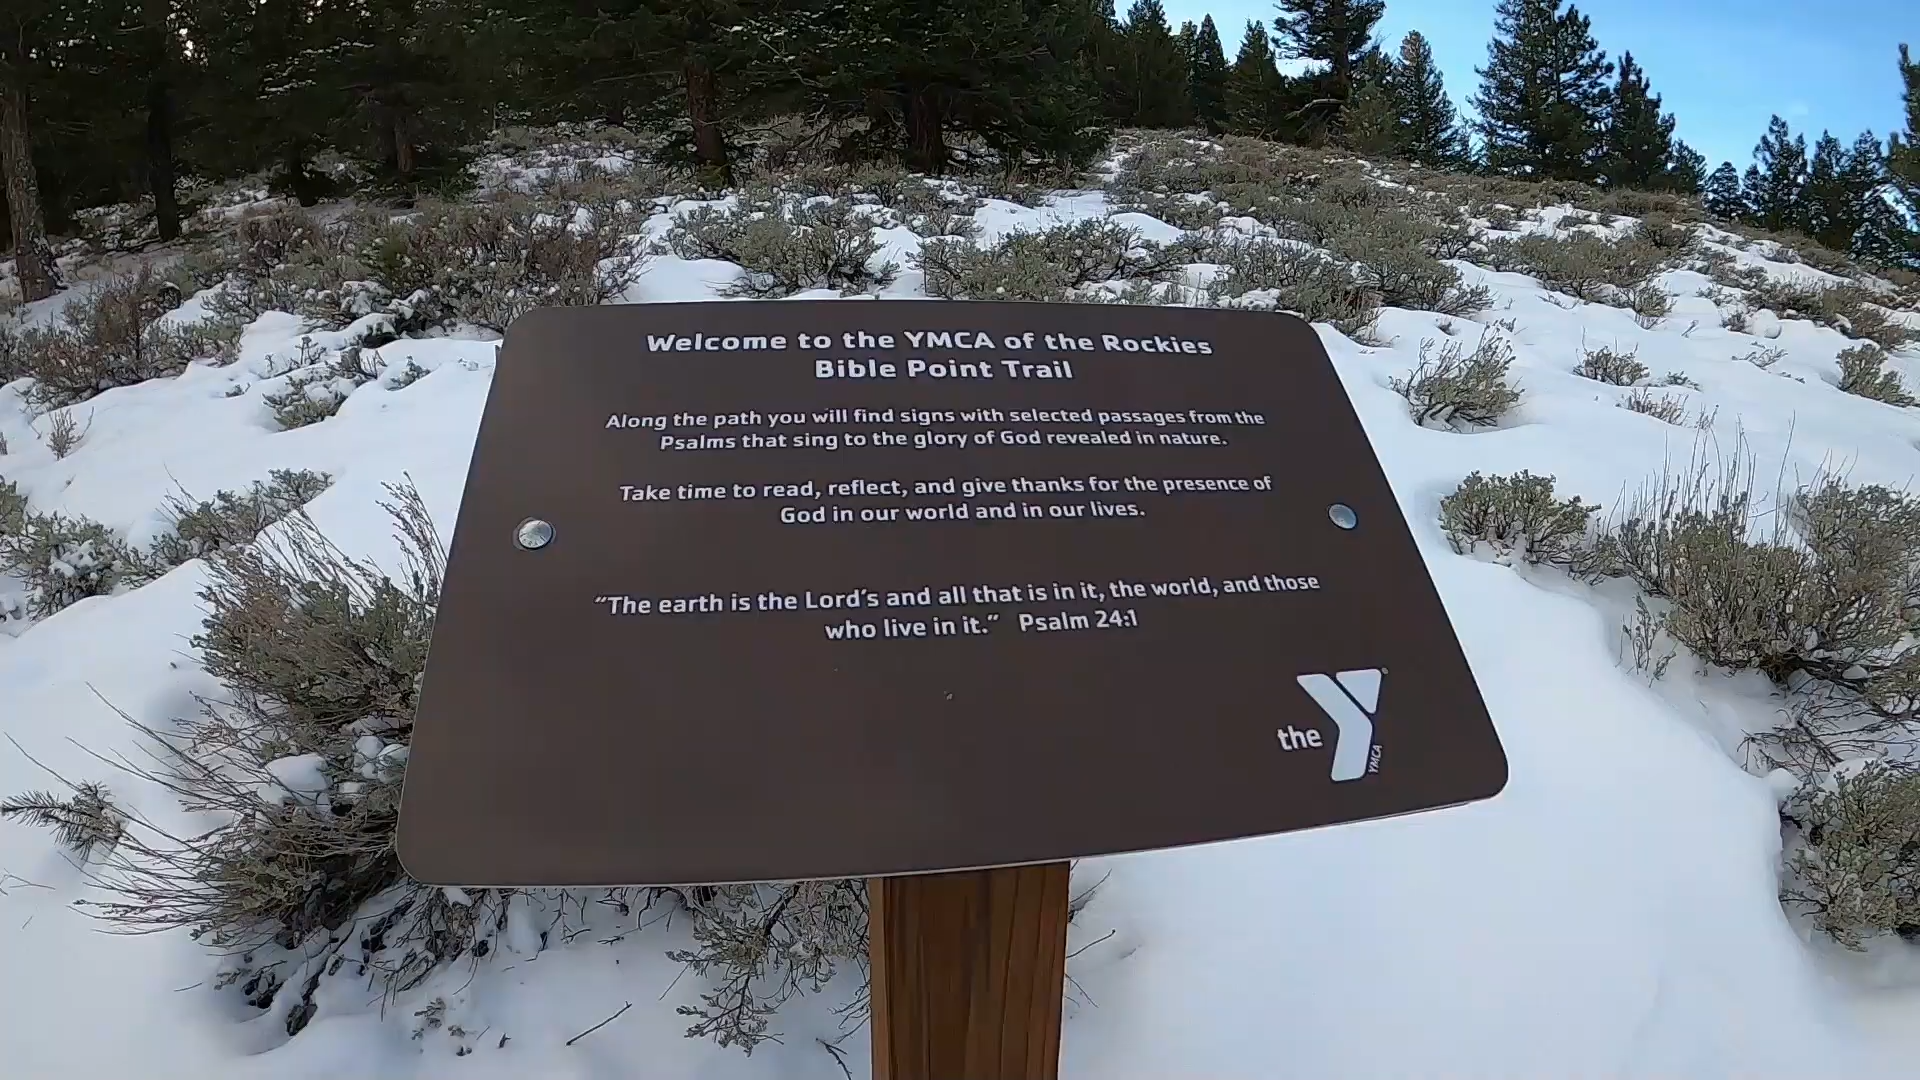 Welcome to the YMCA of the Rockies
Bible Point Trail
Along the path you will find signs with selected passages from the
Psalms that sing to the glory of God revealed in nature.
Take time to read, reflect, and give thanks for the presence of
God in our world and in our lives.
“The earth is the Lord's and all that is in it, the world, and those
who live in it.” Psalm 24:1
the Y®
YMCA